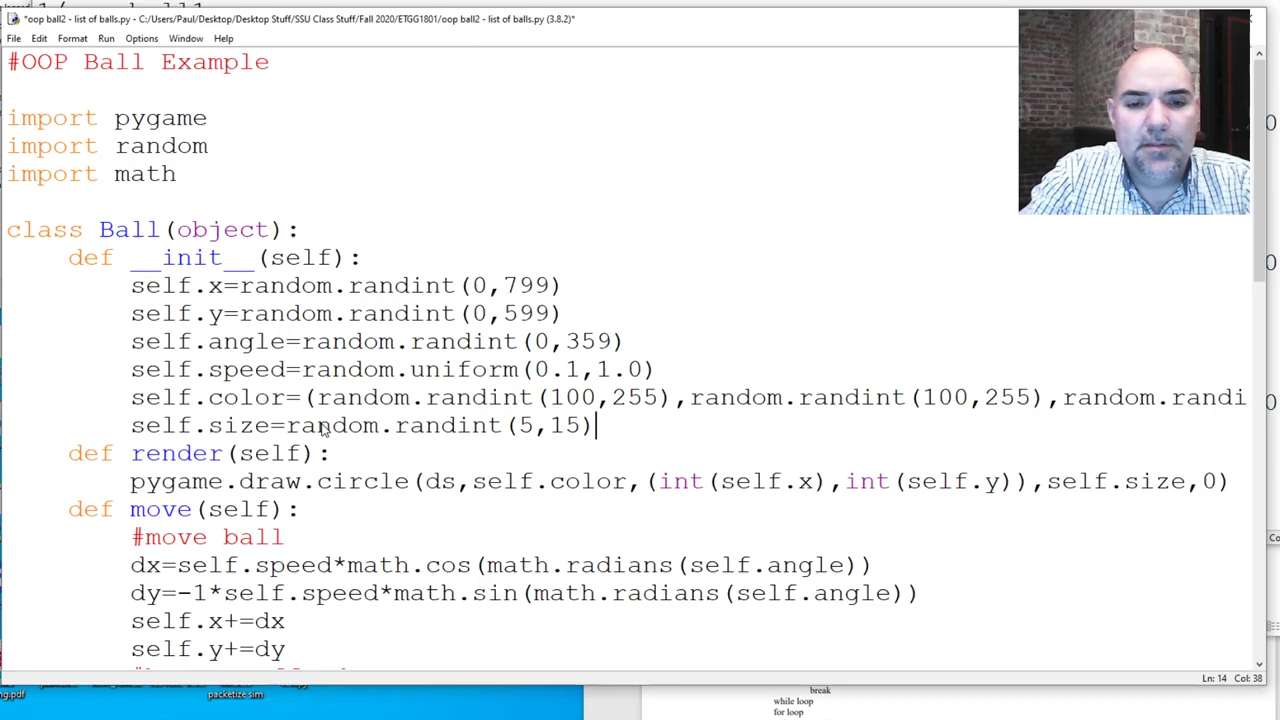 *oop ball2 - list of balls.py - C:/Users/Paul/Desktop/Desktop Stuff/SSU Class Stuff/Fall 2020/ETGG1801/oop ball2 - list of balls.py (3.8.2)*
File Edit Format Run Options Window Help
#OOP Ball Example
import pygame
import random
import math
class Ball(object):
def __init__(self):
self.x=random.randint(0,799)
self.y=random.randint(0,599)
self.angle=random.randint(0,359)
self.speed=random.uniform(0.1,1.0)
self.color=(random.randint(100,255),random.randint(100,255),random.randi
self.size=random.randint(5,15)
def render(self):
pygame.draw.circle(ds,self.color,(int(self.x),int(self.y)),self.size,0)
def move(self):
#move ball
dx=self.speed*math.cos(math.radians(self.angle))
dy=-1*self.speed*math.sin(math.radians(self.angle))
self.x+=dx
self.y+=dy
Ln: 14 Col: 38
ng.pdf
packetize sim
break
while loop
for loop